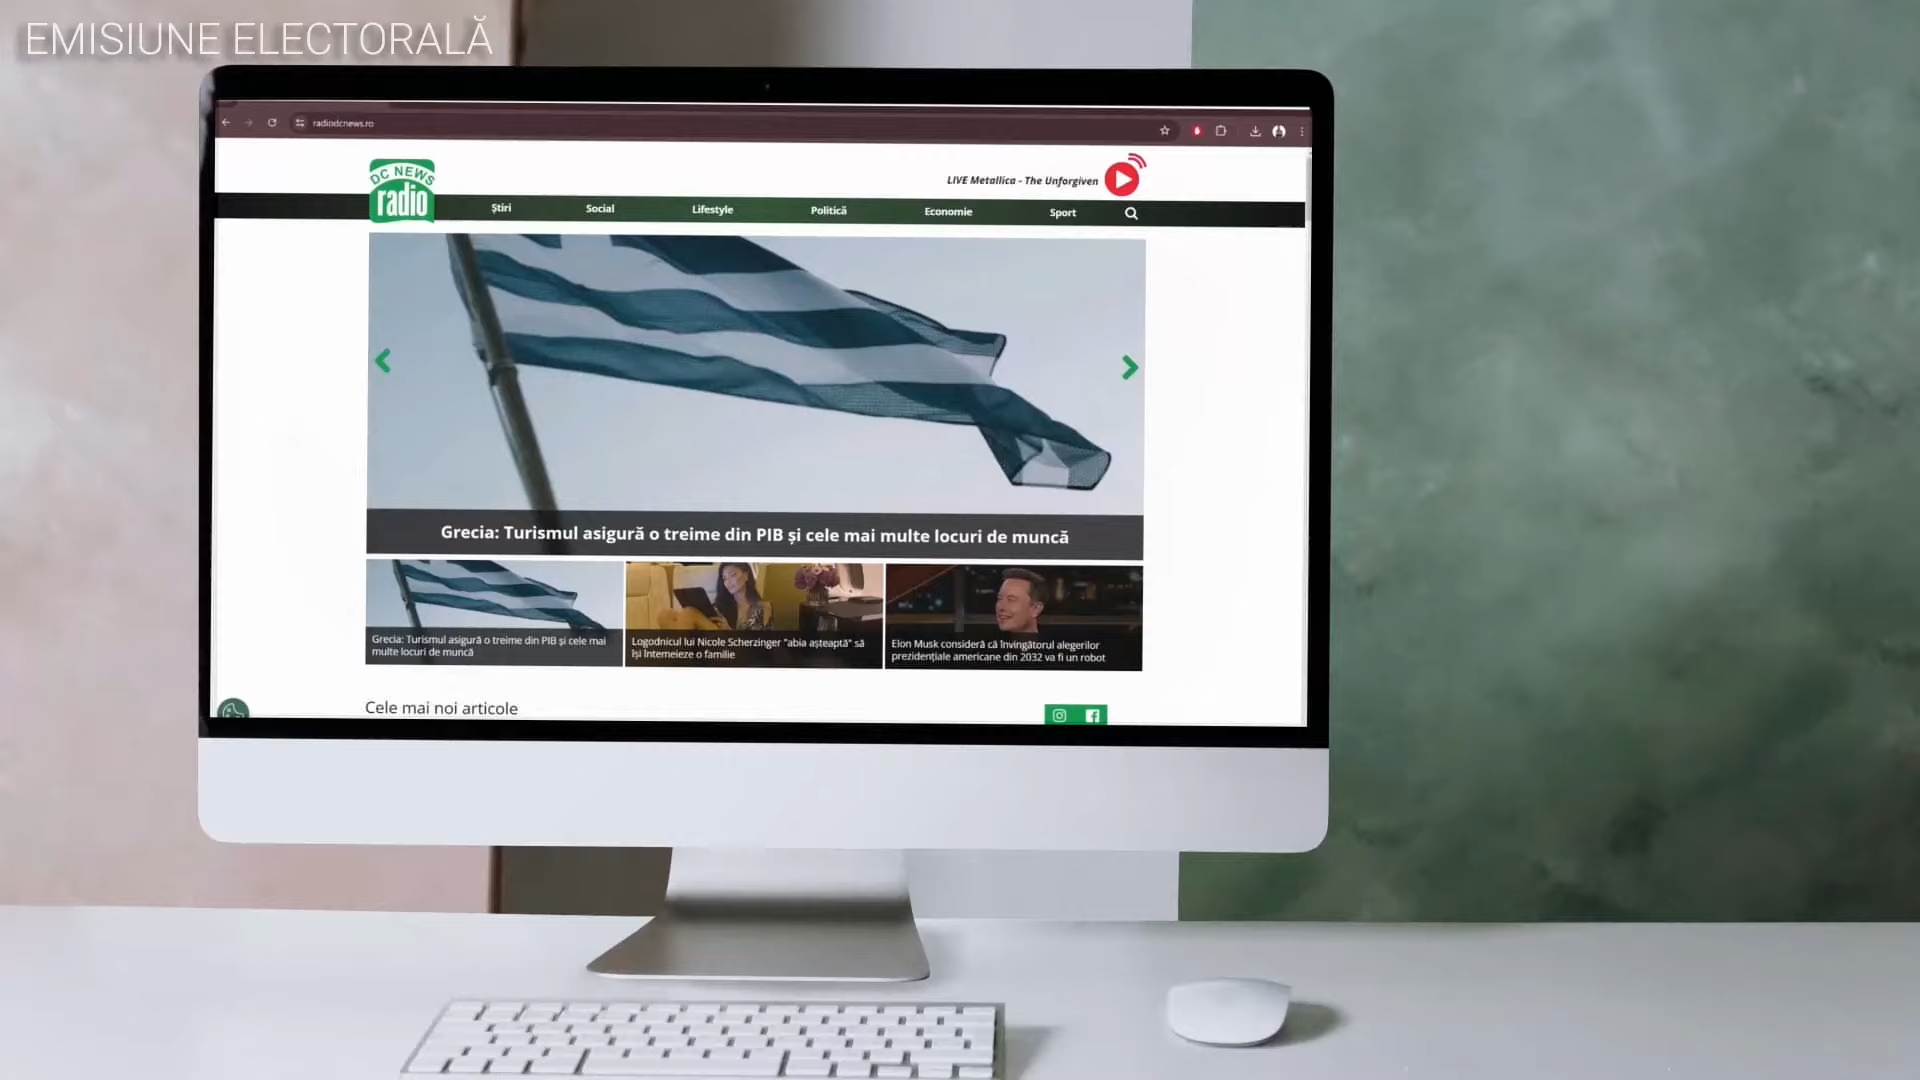 EMISIUNE ELECTORALĂ
radiodcnews.ro
DC NEWS
radio
LIVE Metallica - The Unforgiven
Știri Social Lifestyle Politică Economie Sport
Grecia: Turismul asigură o treime din PIB și cele mai multe locuri de muncă
Grecia: Turismul asigură o treime din PIB și cele mai
multe locuri de muncă
Logodnicul lui Nicole Scherzinger "abia așteaptă" să
își întemeieze o familie
Elon Musk consideră că învingătorul alegerilor
prezidențiale americane din 2032 va fi un robot
Cele mai noi articole